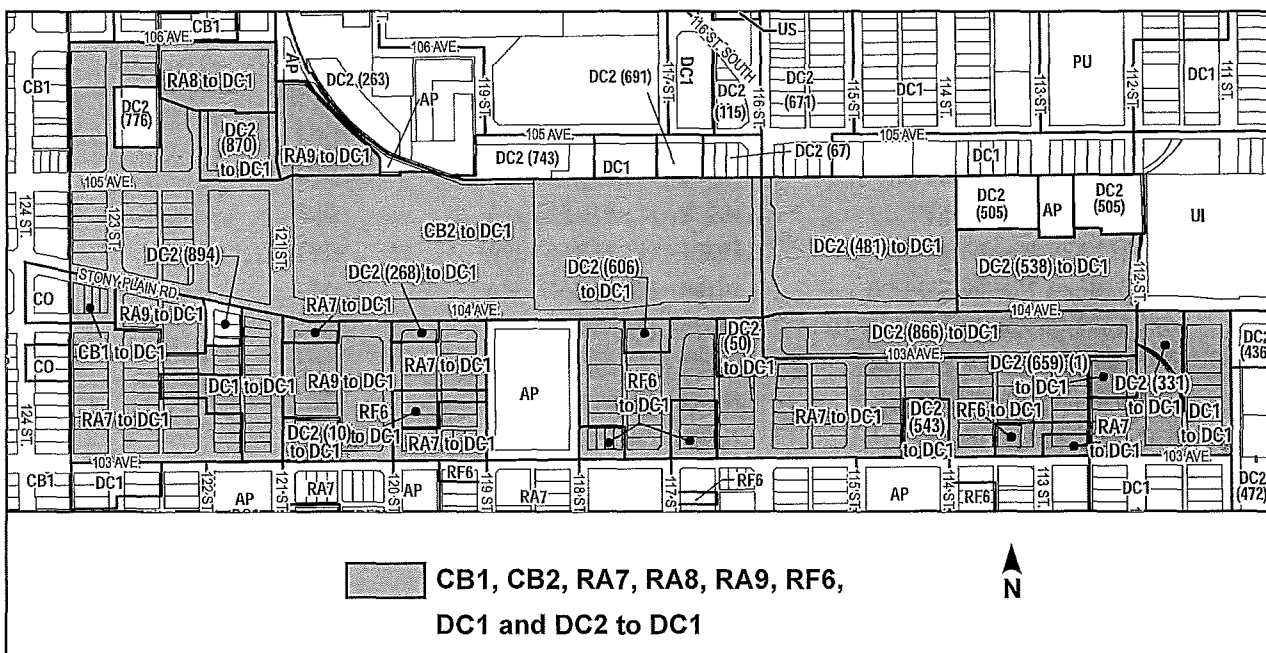 CB1
106 AVE.
116 ST. SOUTH
US
106 AVE.
AP
DC2 (263)
AP
119 ST.
DC2 (691)
117 ST.
DC1
DC2
(115)
116 ST.
DC2
(671)
115 ST.
DC1
114 ST.
113 ST.
PU
112 ST.
DC1
111 ST.
CB1
RA8 to DC1
DC2
(776)
DC2
(870)
to DC1
RA9 to DC1
105 AVE.
105 AVE.
DC2 (743)
DC1
DC2 (67)
DC1
105 AVE.
124 ST.
123 ST.
121 ST.
CB2 to DC1
DC2 (481) to DC1
DC2
(505)
AP
DC2
(505)
UI
DC2 (894)
DC2 (268) to DC1
DC2 (606)
to DC1
DC2 (538) to DC1
112 ST.
STONY PLAIN RD.
CO
RA9 to DC1
RA7 to DC1
104 AVE.
104 AVE.
CB1 to DC1
DC2
(50)
to DC1
DC2 (866) to DC1
103A AVE.
DC2
(436)
CO
DC1 to DC1
RA9 to DC1
RA7 to DC1
AP
RF6
to DC1
DC2 (659) (1)
to DC1
DC2 (331)
to DC1
124 ST.
RA7 to DC1
RF6
to DC1
DC2 (10) to DC1
RA7 to DC1
RA7 to DC1
DC2
(543)
to DC1
RF6 to DC1
RA7
to DC1
DC1
to DC1
103 AVE.
103 AVE.
CB1
DC1
122 ST.
AP
121 ST.
RA7
120 ST.
AP
RF6
119 ST.
RA7
118 ST.
117 ST.
RF6
115 ST.
AP
114 ST.
RF6
113 ST.
DC1
DC2
(472)
CB1, CB2, RA7, RA8, RA9, RF6,
DC1 and DC2 to DC1
N